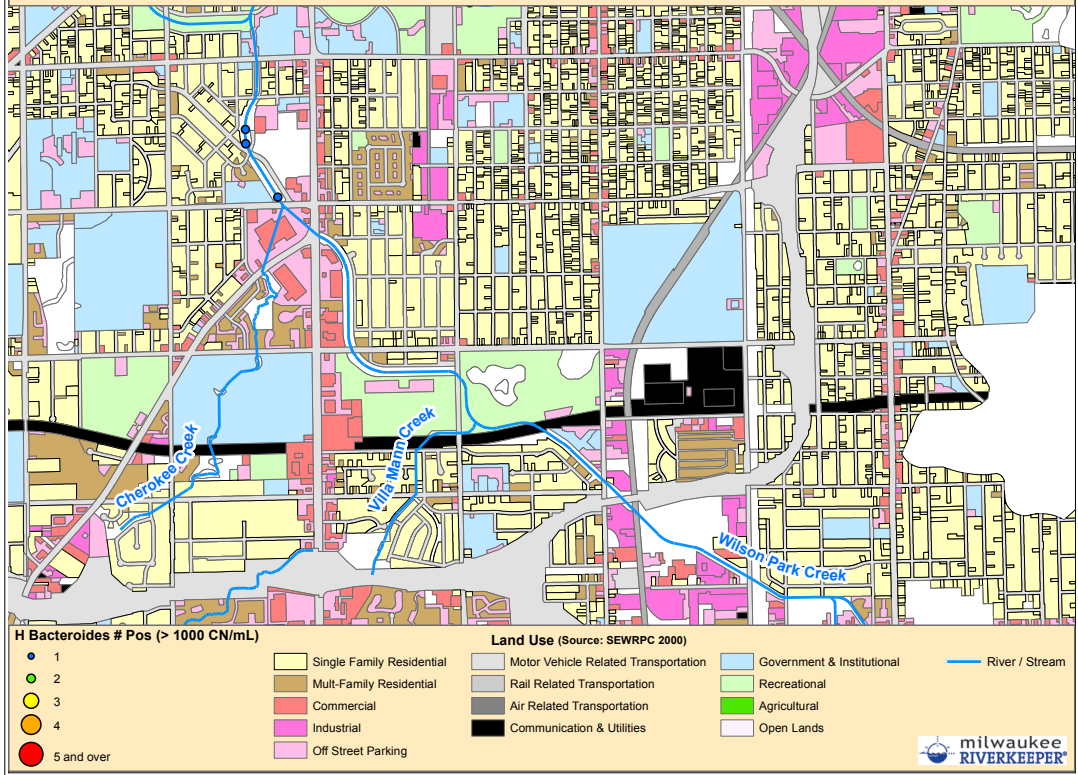 Cherokee Creek
Villa Mann Creek
Wilson Park Creek
H Bacteroides # Pos (> 1000 CN/mL)
1
2
3
4
5 and over
Land Use (Source: SEWRPC 2000)
Single Family Residential
Mult-Family Residential
Commercial
Industrial
Off Street Parking
Motor Vehicle Related Transportation
Rail Related Transportation
Air Related Transportation
Communication & Utilities
Government & Institutional
Recreational
Agricultural
Open Lands
River / Stream
milwaukee
RIVERKEEPER®